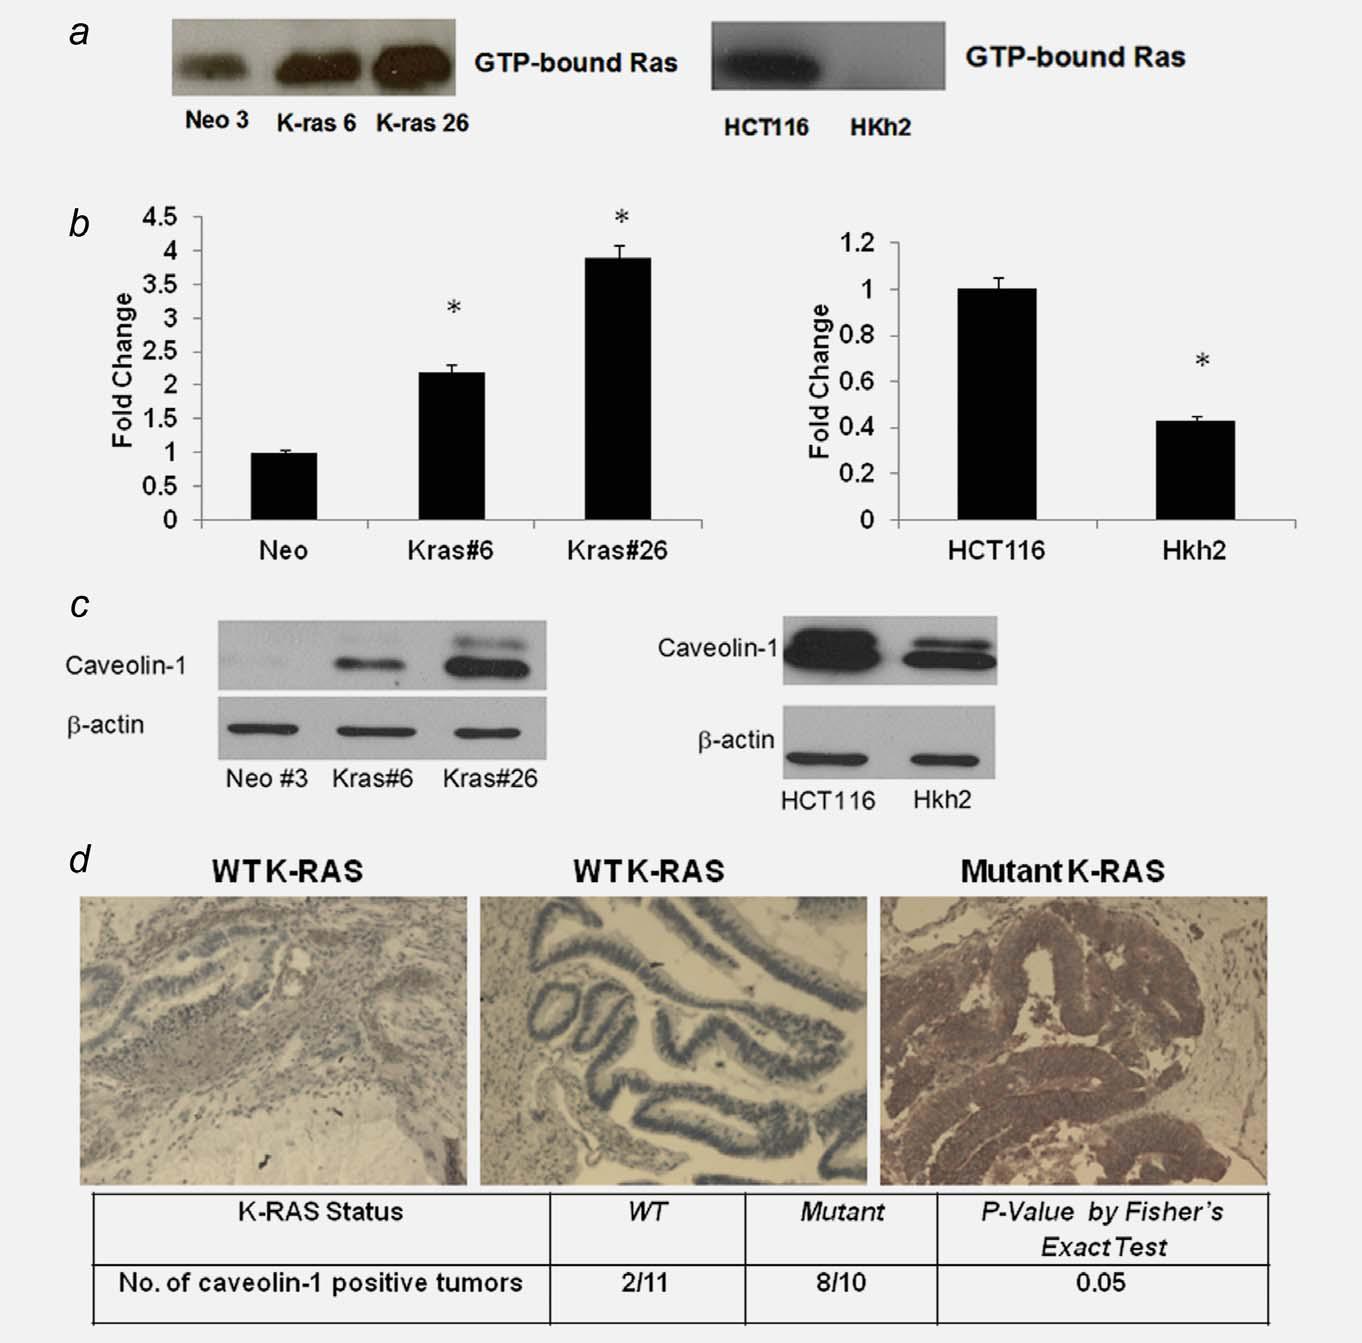 a
GTP-bound Ras
Neo 3 K-ras 6 K-ras 26
GTP-bound Ras
HCT116 HKh2
b
Fold Change
4.5
4
3.5
3
2.5
2
1.5
1
0.5
0
*
*
Neo Kras#6 Kras#26
Fold Change
1.2
1
0.8
0.6
0.4
0.2
0
*
HCT116 Hkh2
c
Caveolin-1
β-actin
Neo #3 Kras#6 Kras#26
Caveolin-1
β-actin
HCT116 Hkh2
d
WT K-RAS WT K-RAS Mutant K-RAS
K-RAS Status WT Mutant P-Value by Fisher's
Exact Test
No. of caveolin-1 positive tumors 2/11 8/10 0.05